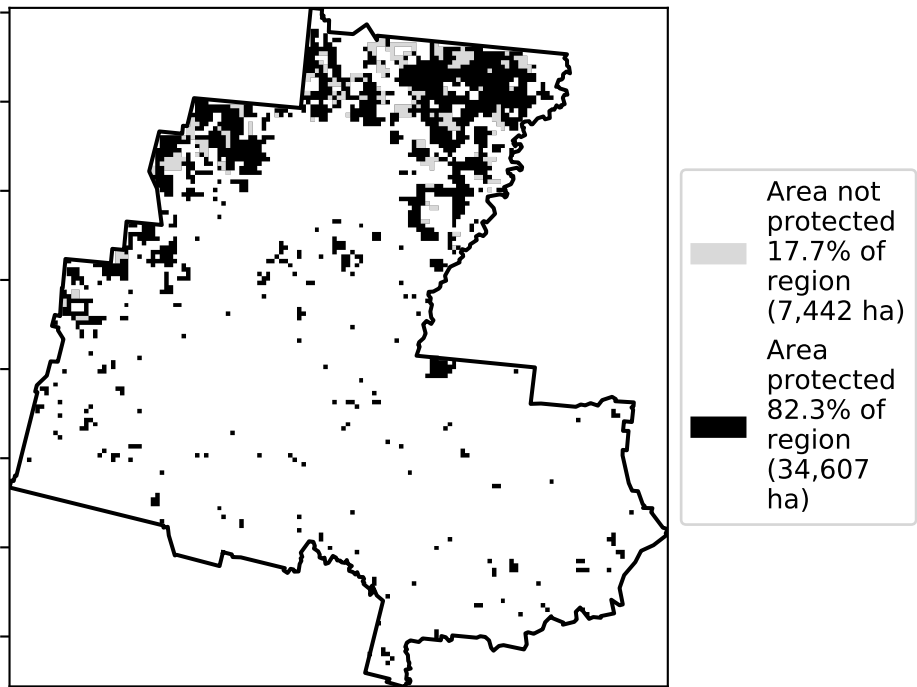 Area not
protected
17.7% of
region
(7,442 ha)
Area
protected
82.3% of
region
(34,607
ha)